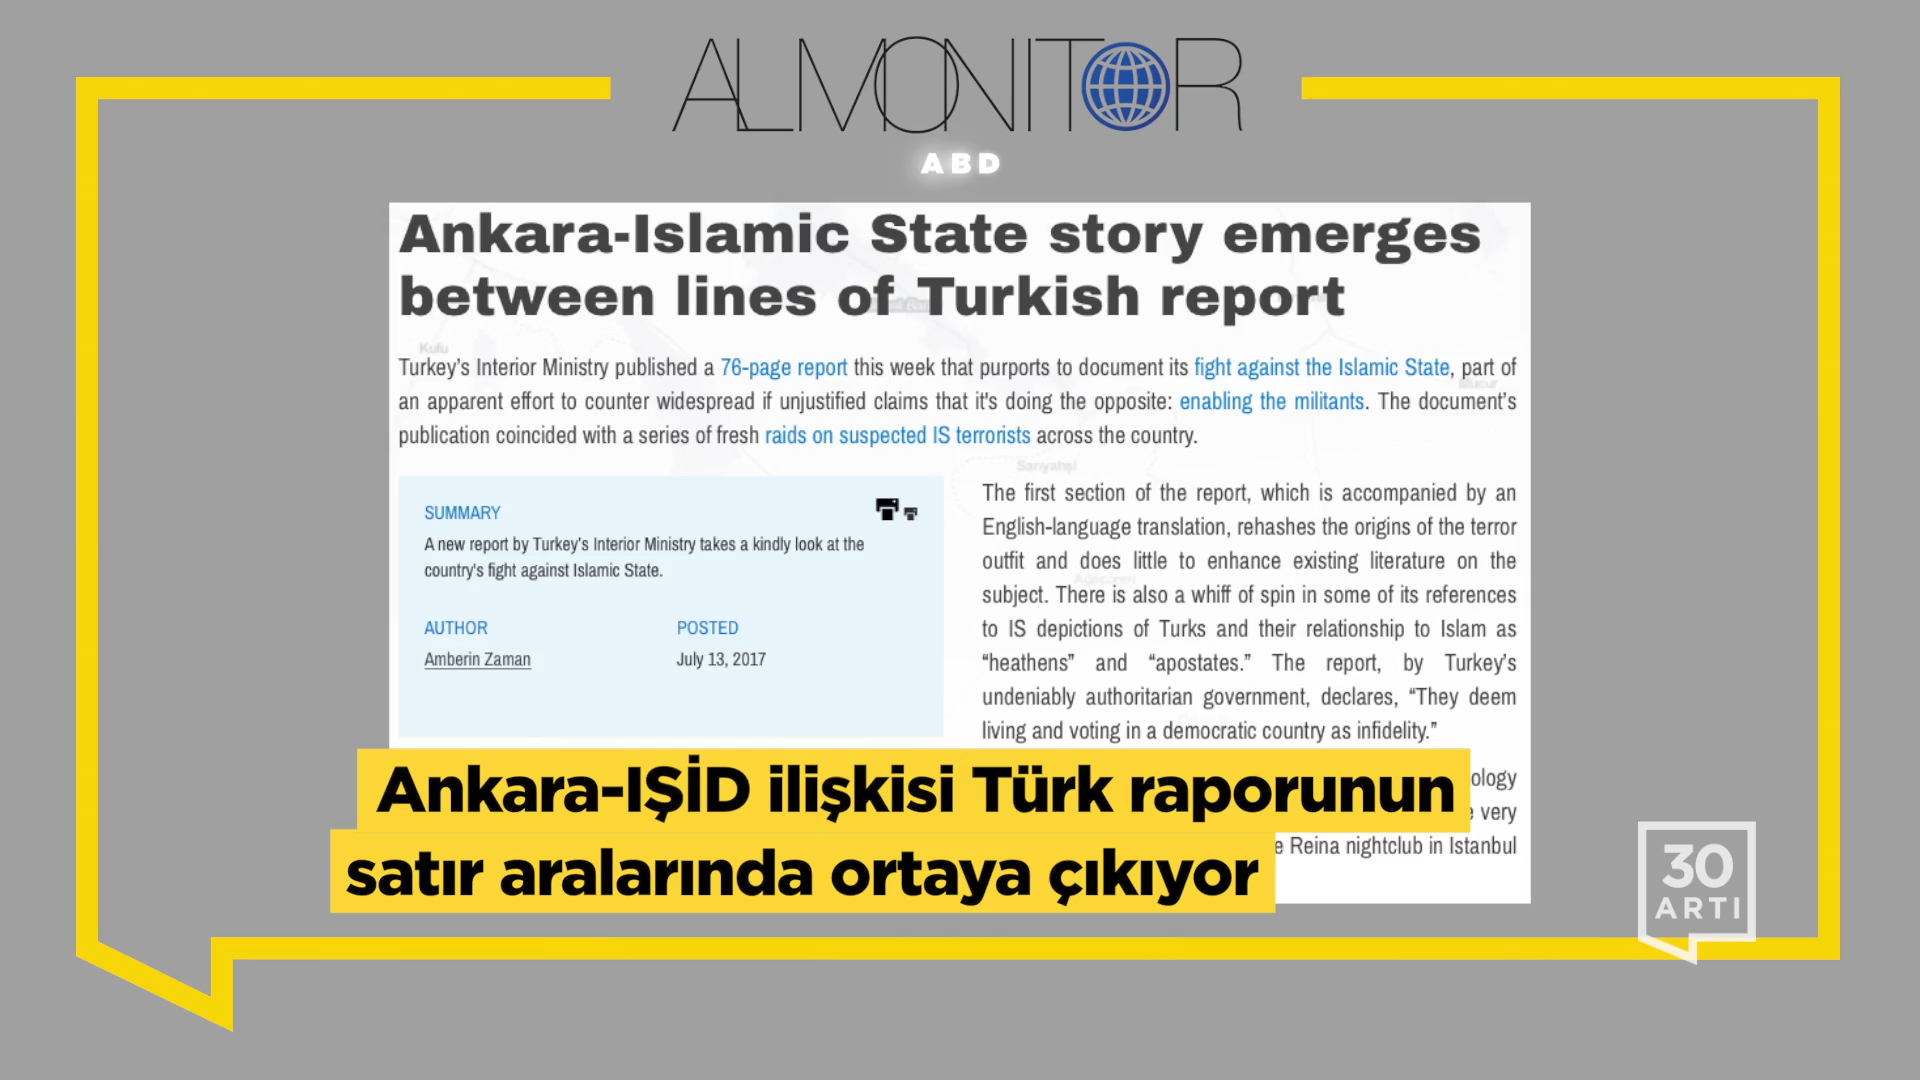 ALMONITOR
ABD
Ankara-Islamic State story emerges
between lines of Turkish report
Turkey's Interior Ministry published a 76-page report this week that purports to document its fight against the Islamic State, part of
an apparent effort to counter widespread if unjustified claims that it's doing the opposite: enabling the militants. The document's
publication coincided with a series of fresh raids on suspected IS terrorists across the country.
SUMMARY
A new report by Turkey's Interior Ministry takes a kindly look at the
country's fight against Islamic State.
AUTHOR
POSTED
Amberin Zaman
July 13, 2017
The first section of the report, which is accompanied by an
English-language translation, rehashes the origins of the terror
outfit and does little to enhance existing literature on the
subject. There is also a whiff of spin in some of its references
to IS depictions of Turks and their relationship to Islam as
“heathens” and “apostates.” The report, by Turkey's
undeniably authoritarian government, declares, “They deem
living and voting in a democratic country as infidelity.”
ology
very
e Reina nightclub in Istanbul
Ankara-IŞİD ilişkisi Türk raporunun
satır aralarında ortaya çıkıyor
30
ARTI